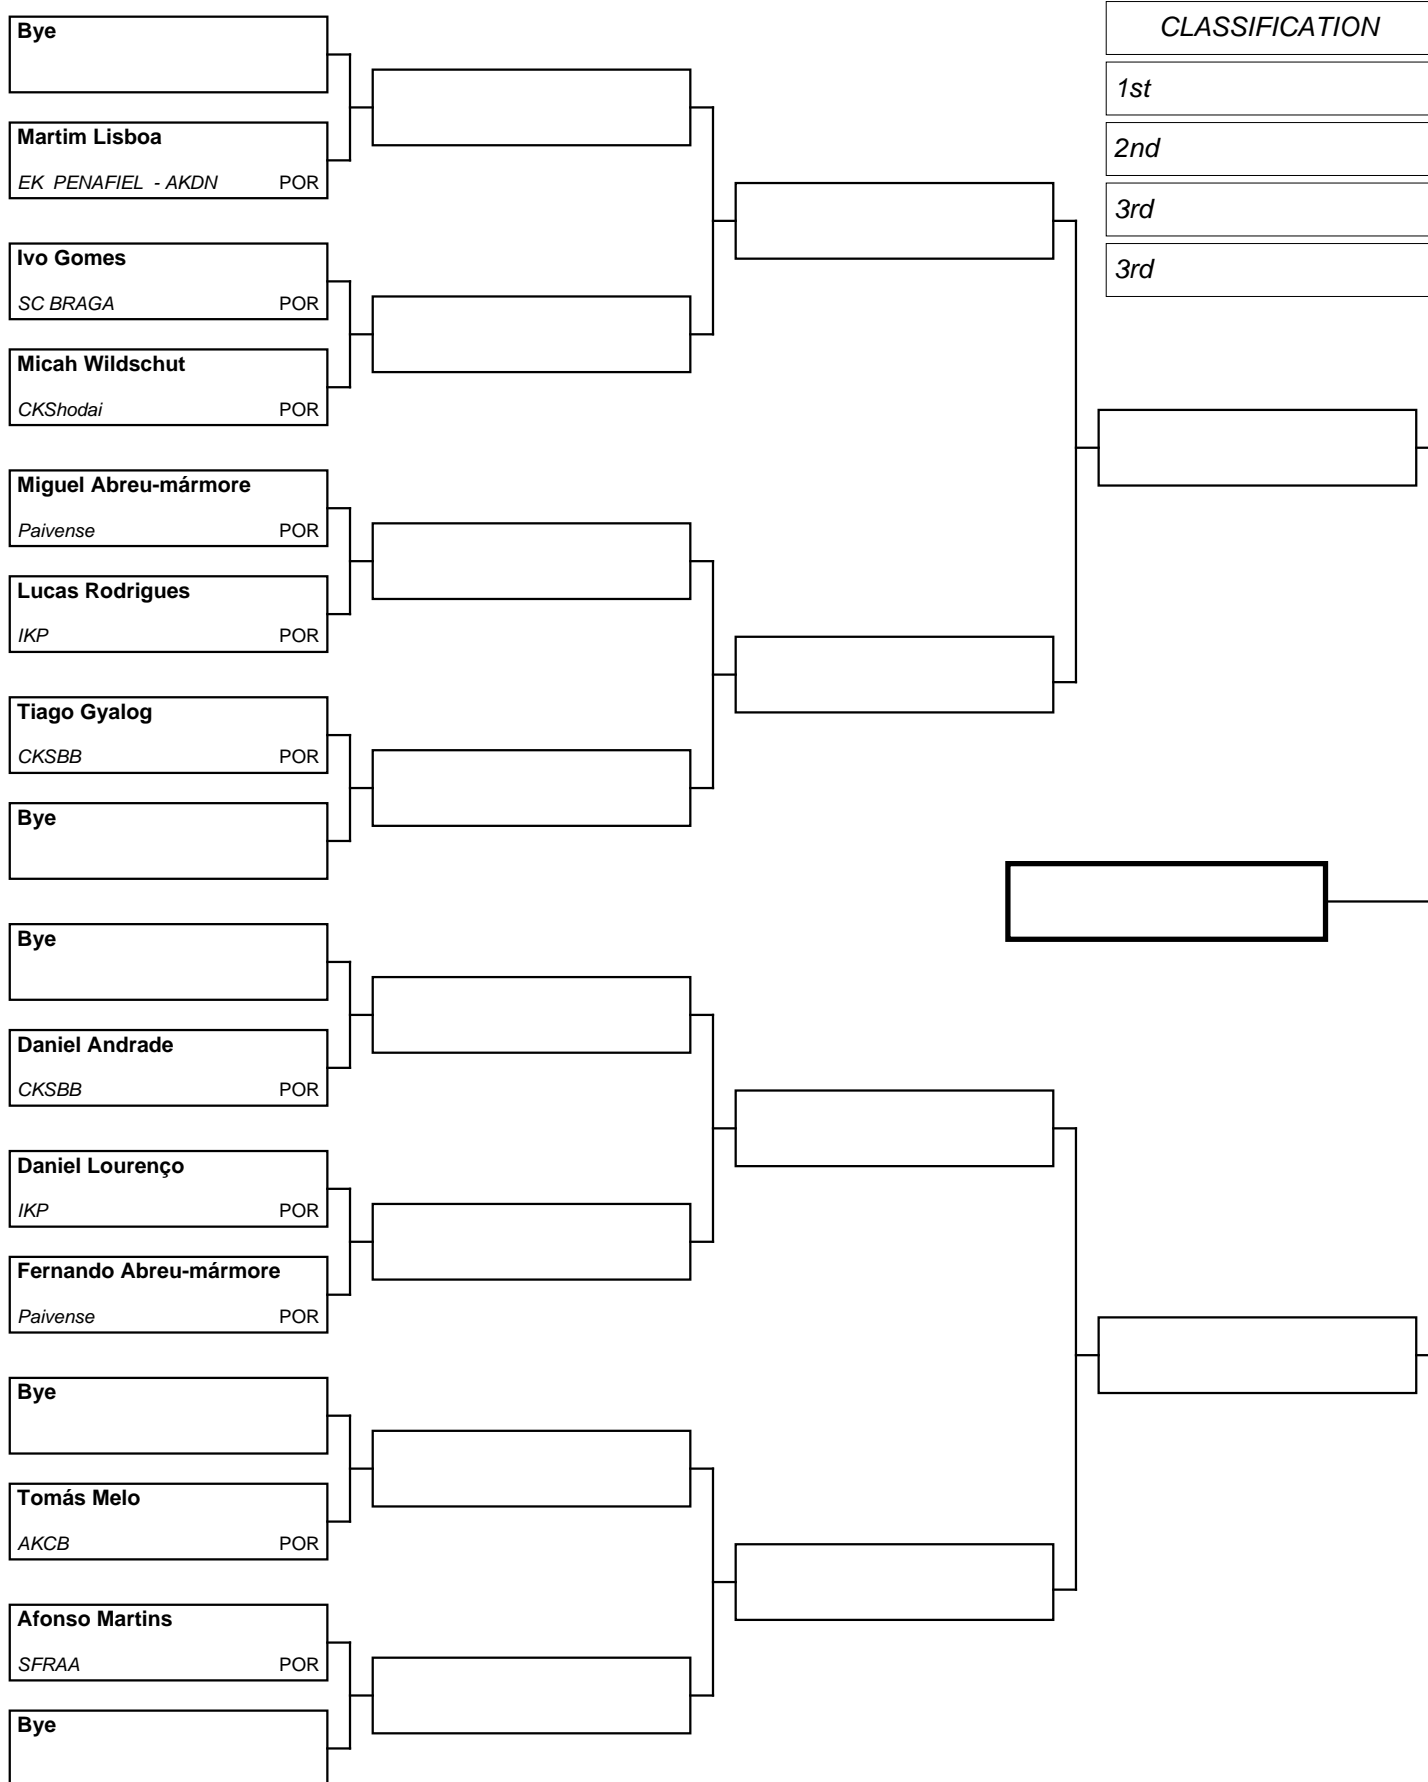 Bye
Martim Lisboa
EK PENAFIEL - AKDN POR
Ivo Gomes
SC BRAGA POR
Micah Wildschut
CKShodai POR
Miguel Abreu-mármore
Paivense POR
Lucas Rodrigues
IKP POR
Tiago Gyalog
CKSBB POR
Bye
Bye
Daniel Andrade
CKSBB POR
Daniel Lourenço
IKP POR
Fernando Abreu-mármore
Paivense POR
Bye
Tomás Melo
AKCB POR
Afonso Martins
SFRAA POR
Bye
CLASSIFICATION
1st
2nd
3rd
3rd